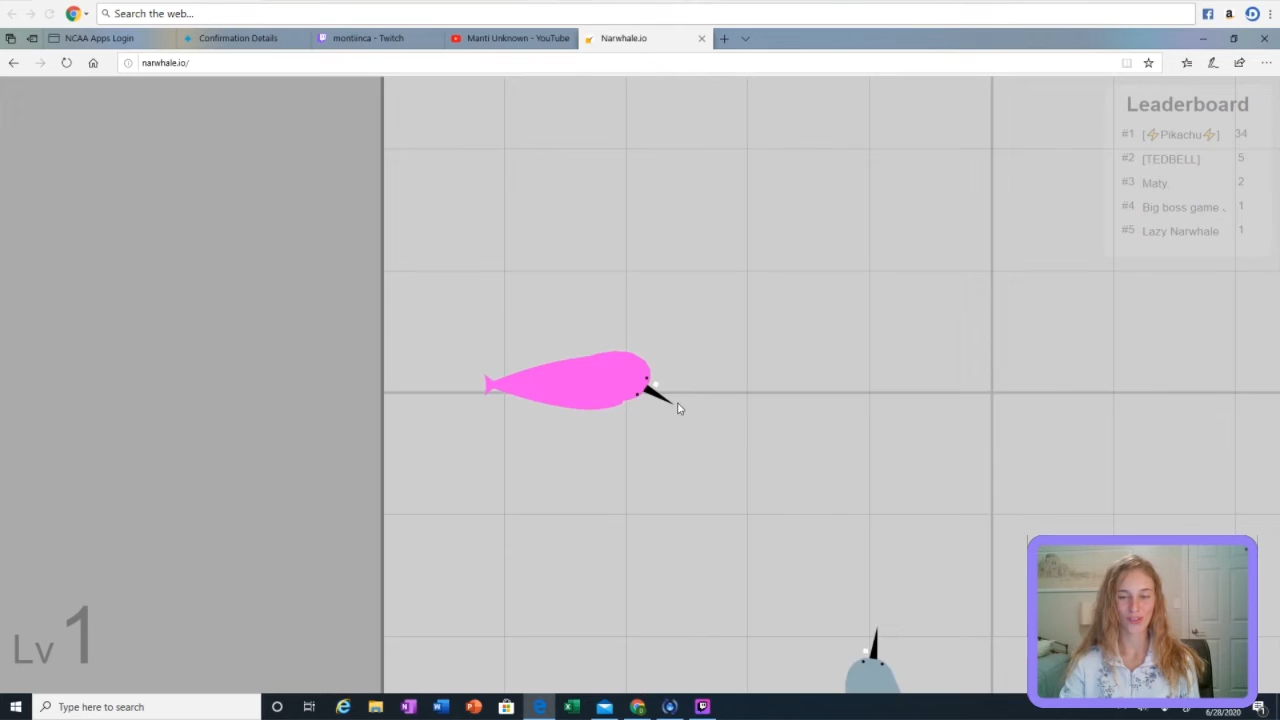 Search the web...
NCAA Apps Login
Confirmation Details
montiinca - Twitch
Manti Unknown - YouTube
Narwhale.io
narwhale.io/
Leaderboard
#1 [⚡Pikachu⚡] 34
#2 [TEDBELL] 5
#3 Maty. 2
#4 Big boss game . 1
#5 Lazy Narwhale 1
Lv 1
Type here to search
6/28/2020